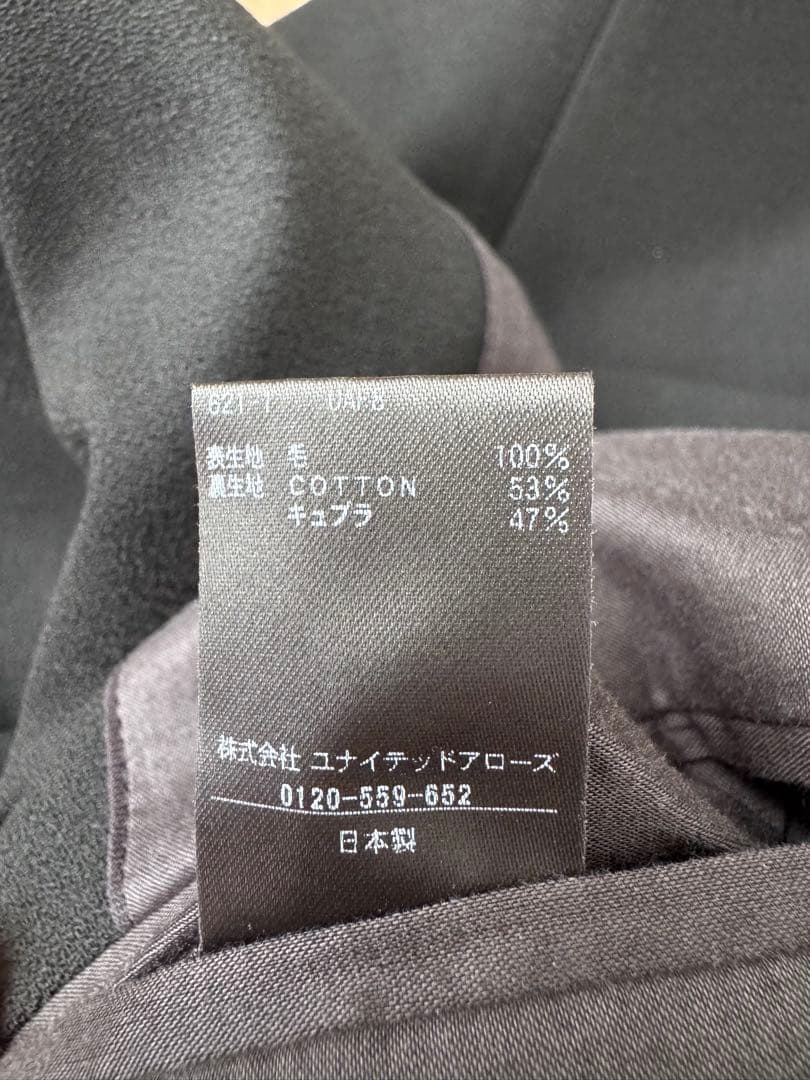 表生地 毛 100%
裏生地 COTTON 53%
キュプラ 47%
株式会社 ユナイテッドアローズ
0120-559-652
日本製